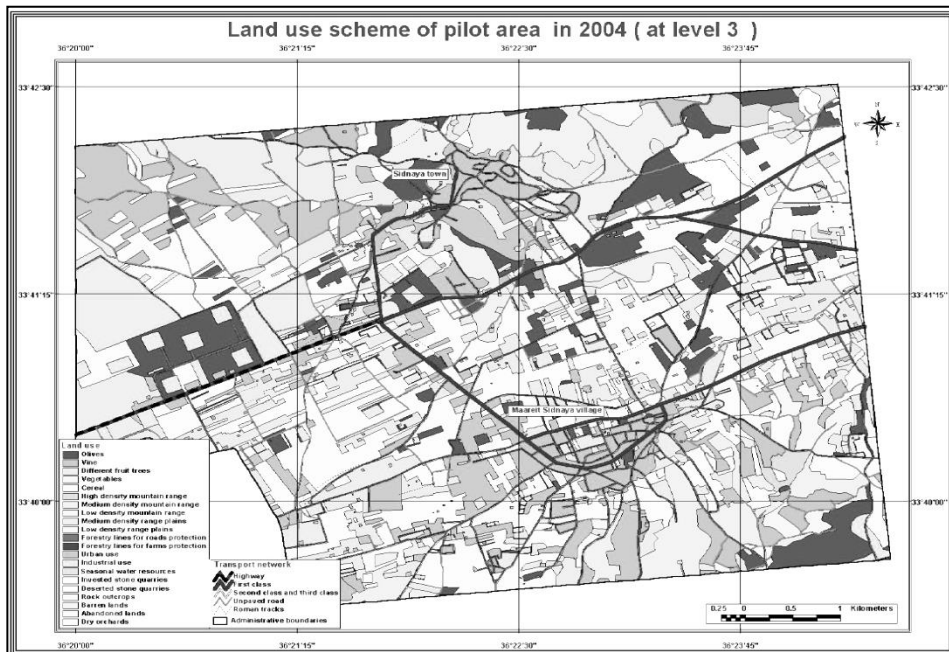 Land use scheme of pilot area in 2004 ( at level 3 )
36°20'00" 36°21'15" 36°22'30" 36°23'45"
33°42'30" 33°42'30"
N
W E
S
Sidnaya town
33°41'15" 33°41'15"
Maarrit Sidnaya village
33°40'00" 33°40'00"
Land use
Olives
Vine
Different fruit trees
Vegetables
Cereal
High density mountain range
Medium density mountain range
Low density mountain range
Medium density range plains
Low density range plains
Forestry lines for roads protection
Forestry lines for farms protection
Urban use
Industrial use
Seasonal water resources
Invested stone quarries
Deserted stone quarries
Rock outcrops
Barren lands
Abandoned lands
Dry orchards
Transport network
Highway
First class
Second class and third class
Unpaved road
Roman tracks
Administrative boundaries
0.25 0 0.5 1 Kilometers
36°20'00" 36°21'15" 36°22'30" 36°23'45"